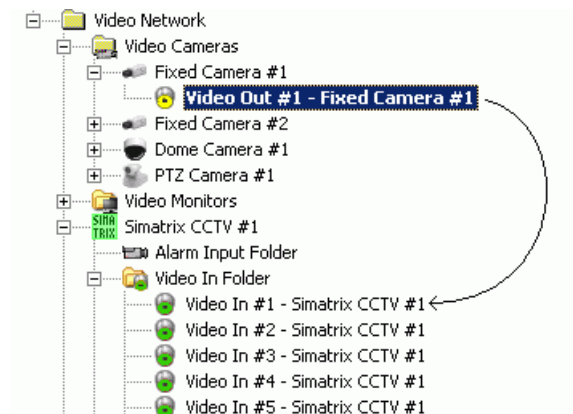 Video Network
Video Cameras
Fixed Camera #1
Video Out #1 - Fixed Camera #1
Fixed Camera #2
Dome Camera #1
PTZ Camera #1
Video Monitors
SIMA
TRIX
Simatrix CCTV #1
Alarm Input Folder
Video In Folder
Video In #1 - Simatrix CCTV #1
Video In #2 - Simatrix CCTV #1
Video In #3 - Simatrix CCTV #1
Video In #4 - Simatrix CCTV #1
Video In #5 - Simatrix CCTV #1